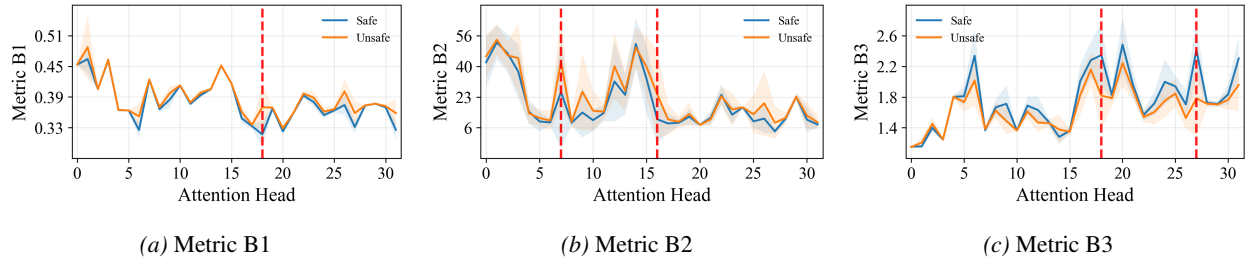 Metric B1
0.51
0.45
0.39
0.33
Safe
Unsafe
0 5 10 15 20 25 30
Attention Head
(a) Metric B1
Metric B2
56
40
23
6
Safe
Unsafe
0 5 10 15 20 25 30
Attention Head
(b) Metric B2
Metric B3
2.6
2.2
1.8
1.4
Safe
Unsafe
0 5 10 15 20 25 30
Attention Head
(c) Metric B3